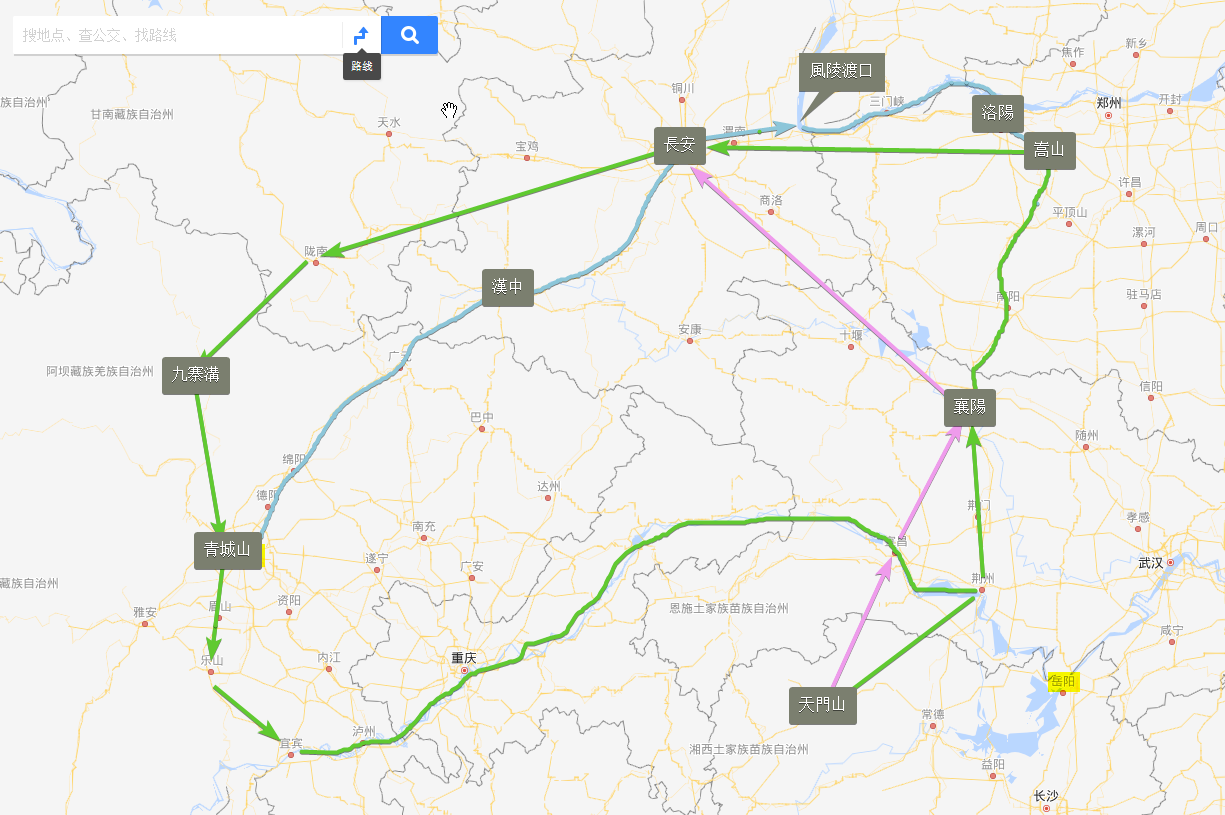 搜地点、查公交、找路线
路线
新乡
焦作
風陵渡口
铜川
三门峡
郑州
开封
族自治州
甘南藏族自治州
洛陽
天水
渭南
長安
宝鸡
嵩山
许昌
商洛
平顶山
周口
漯河
陇南
漢中
南阳
驻马店
安康
十堰
广元
阿坝藏族羌族自治州
九寨溝
信阳
襄陽
巴中
随州
绵阳
达州
德阳
荆门
南充
孝感
宜昌
青城山
遂宁
广安
武汉
荆州
藏族自治州
资阳
眉山
雅安
恩施土家族苗族自治州
咸宁
乐山
内江
重庆
岳阳
天門山
常德
泸州
宜宾
湘西土家族苗族自治州
益阳
长沙